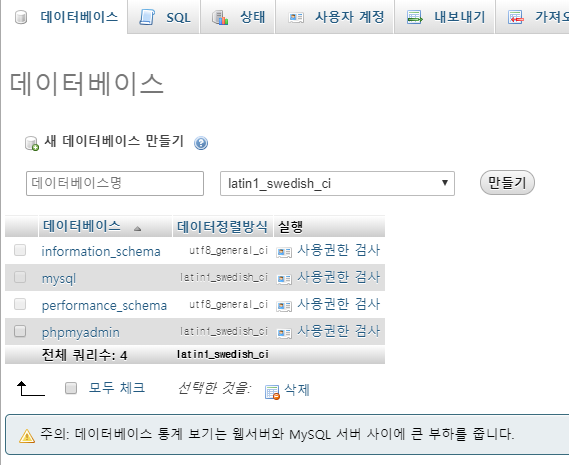 데이터베이스 SQL 상태 사용자 계정 내보내기 가져오
데이터베이스
새 데이터베이스 만들기
데이터베이스명 latin1_swedish_ci 만들기
데이터베이스 데이터정렬방식 실행
information_schema utf8_general_ci 사용권한 검사
mysql latin1_swedish_ci 사용권한 검사
performance_schema utf8_general_ci 사용권한 검사
phpmyadmin latin1_swedish_ci 사용권한 검사
전체 쿼리수: 4 latin1_swedish_ci
모두 체크 선택한 것을: 삭제
주의: 데이터베이스 통계 보기는 웹서버와 MySQL 서버 사이에 큰 부하를 줍니다.